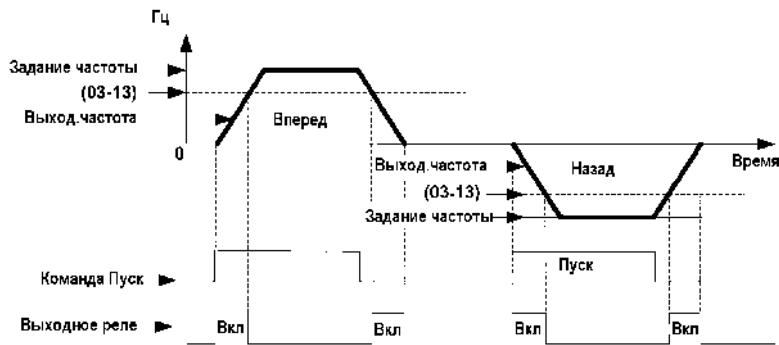 Гц
Задание частоты
(03-13)
Выход.частота
Вперед
0
Время
Выход.частота
Назад
(03-13)
Задание частоты
Команда Пуск
Пуск
Выходное реле
Вкл
Вкл
Вкл
Вкл